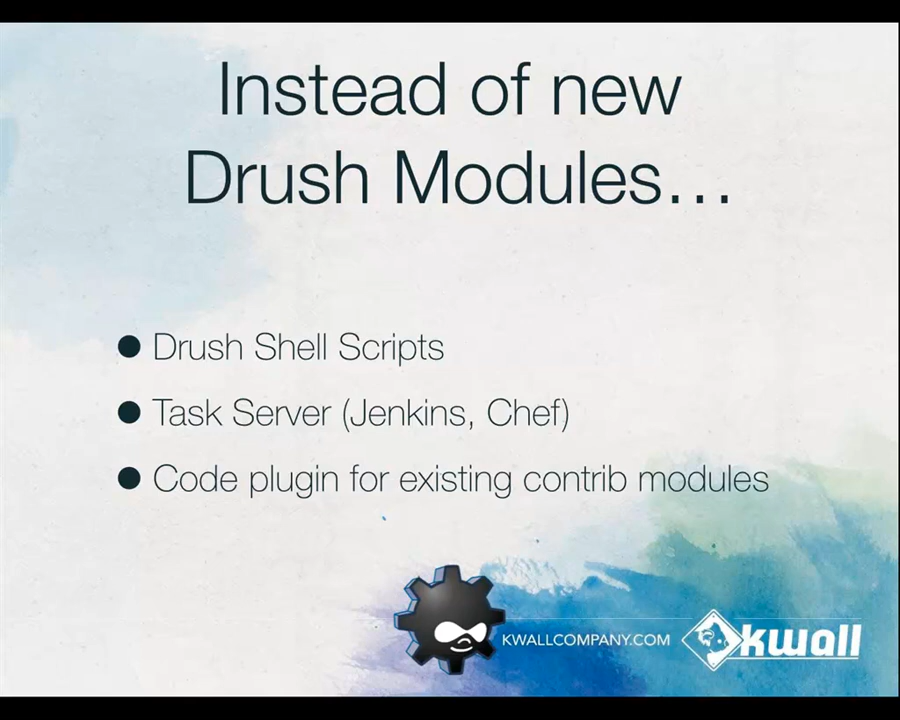 Instead of new
Drush Modules...
● Drush Shell Scripts
● Task Server (Jenkins, Chef)
● Code plugin for existing contrib modules
KWALLCOMPANY.COM
kwall